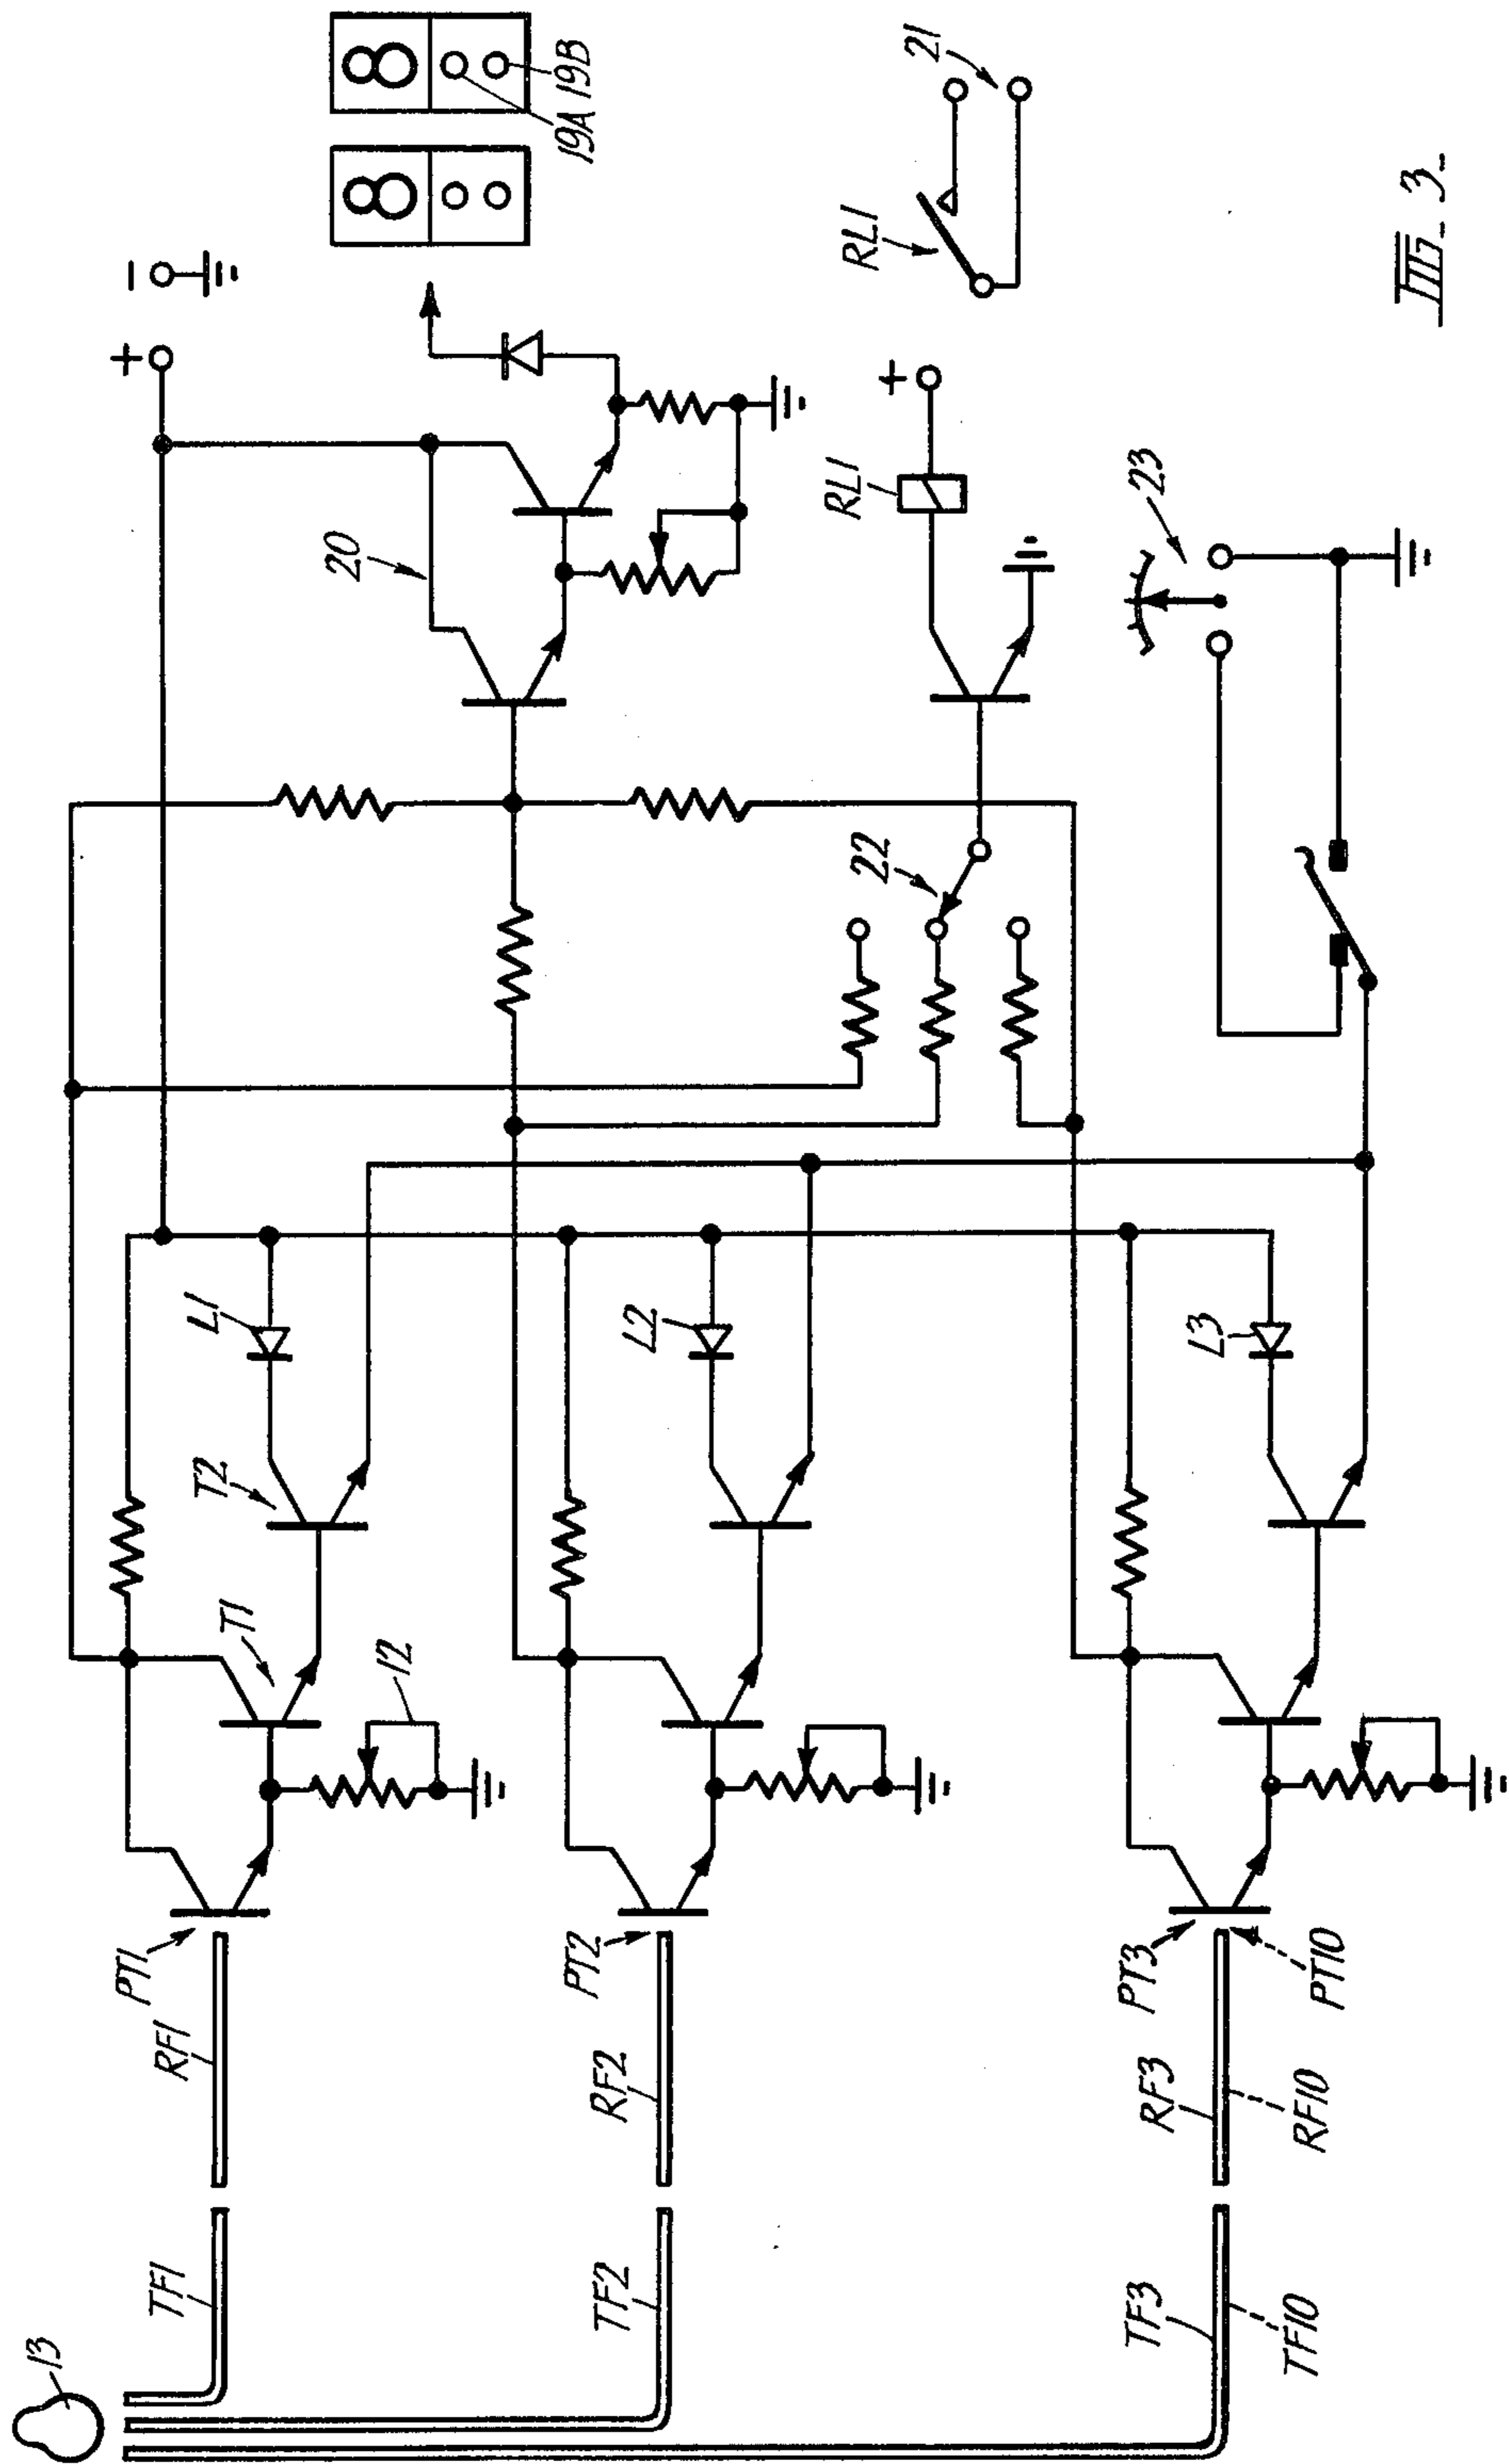 13
TF1
RF1
PT1
T1
T2
L1
+
−
12
20
8
8
19A
19B
TF2
RF2
PT2
L2
22
RL1
+
RL1
21
TF3
RF3
PT3
L3
23
TF10
RF10
PT10
FIG. 3.